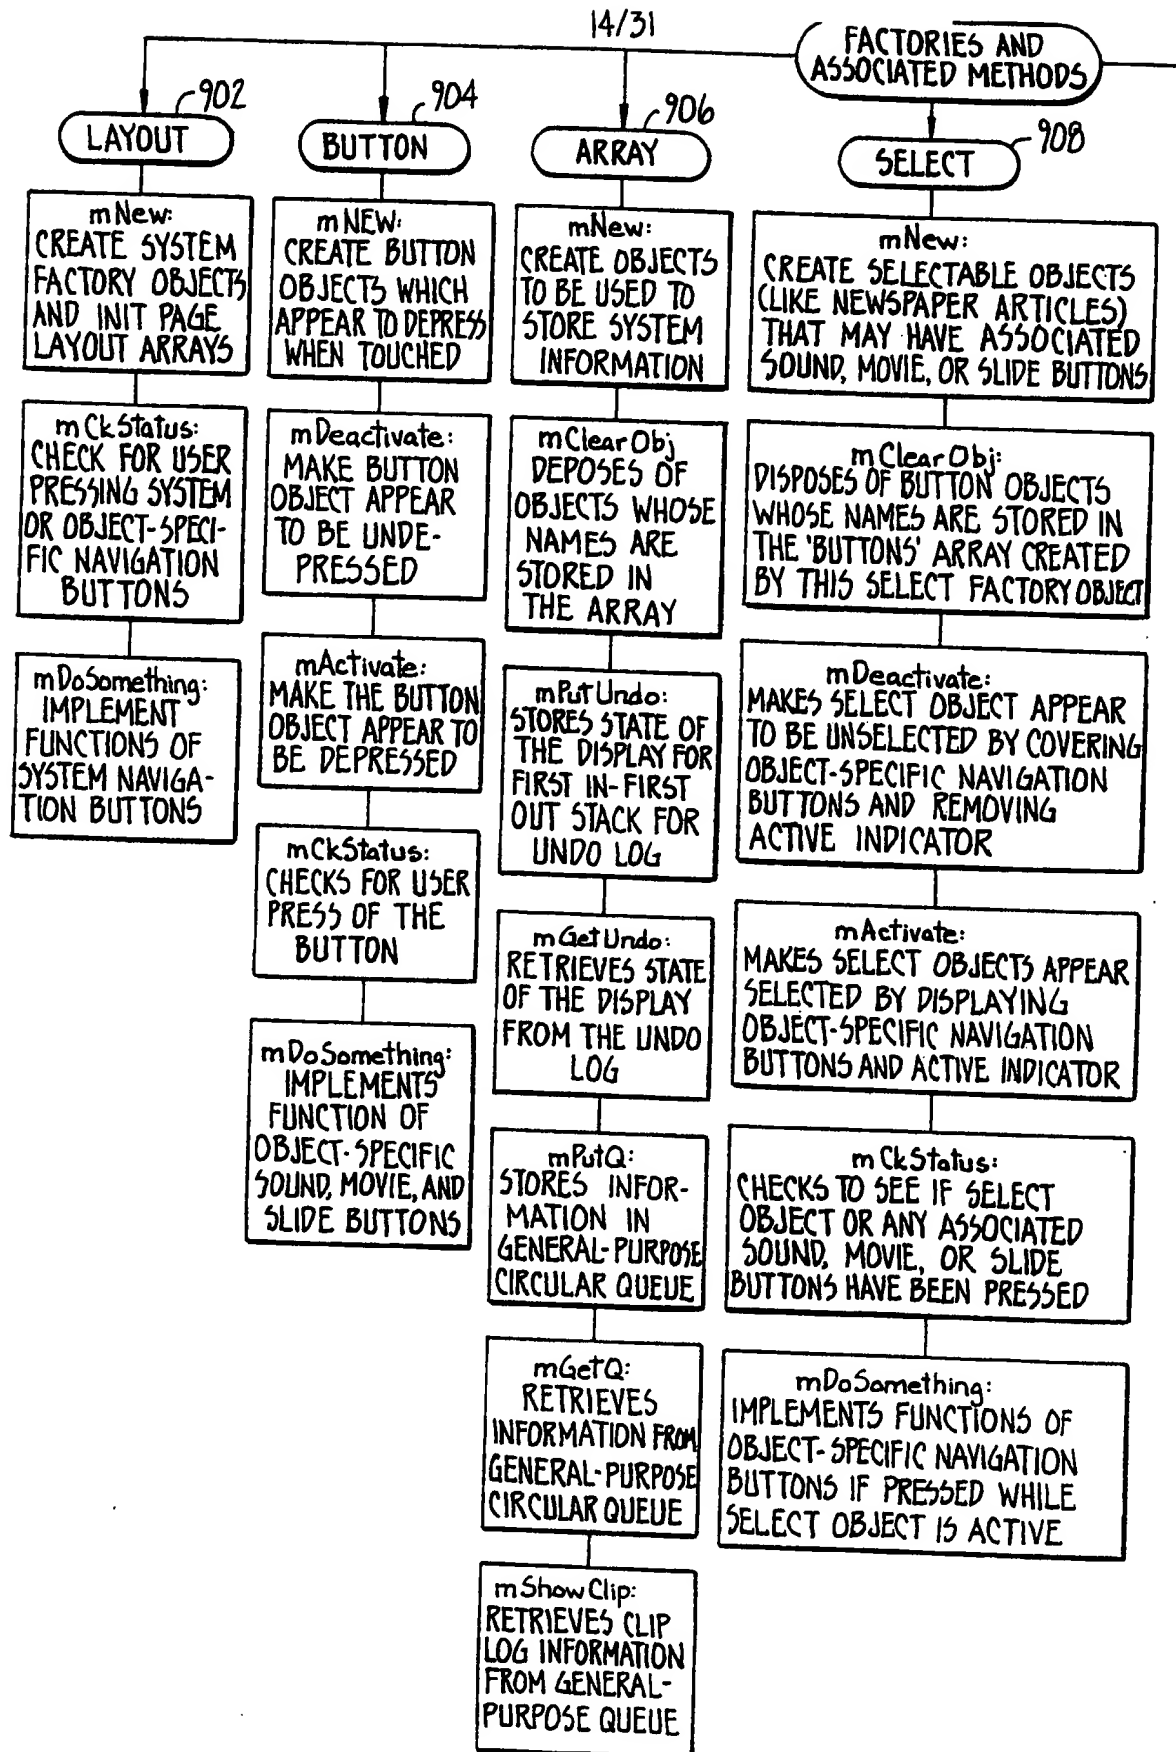 14/31
FACTORIES AND
ASSOCIATED METHODS
902
LAYOUT
mNew:
CREATE SYSTEM
FACTORY OBJECTS
AND INIT PAGE
LAYOUT ARRAYS
mCkStatus:
CHECK FOR USER
PRESSING SYSTEM
OR OBJECT-SPECI-
FIC NAVIGATION
BUTTONS
mDoSomething:
IMPLEMENT
FUNCTIONS OF
SYSTEM NAVIGA-
TION BUTTONS
904
BUTTON
mNEW:
CREATE BUTTON
OBJECTS WHICH
APPEAR TO DEPRESS
WHEN TOUCHED
mDeactivate:
MAKE BUTTON
OBJECT APPEAR
TO BE UNDE-
PRESSED
mActivate:
MAKE THE BUTTON
OBJECT APPEAR TO
BE DEPRESSED
mCkStatus:
CHECKS FOR USER
PRESS OF THE
BUTTON
mDoSomething:
IMPLEMENTS
FUNCTION OF
OBJECT-SPECIFIC
SOUND, MOVIE, AND
SLIDE BUTTONS
906
ARRAY
mNew:
CREATE OBJECTS
TO BE USED TO
STORE SYSTEM
INFORMATION
mClearObj
DEPOSES OF
OBJECTS WHOSE
NAMES ARE
STORED IN
THE ARRAY
mPutUndo:
STORES STATE OF
THE DISPLAY FOR
FIRST IN-FIRST
OUT STACK FOR
UNDO LOG
mGetUndo:
RETRIEVES STATE
OF THE DISPLAY
FROM THE UNDO
LOG
mPutQ:
STORES INFOR-
MATION IN
GENERAL-PURPOSE
CIRCULAR QUEUE
mGetQ:
RETRIEVES
INFORMATION FROM
GENERAL-PURPOSE
CIRCULAR QUEUE
mShowClip:
RETRIEVES CLIP
LOG INFORMATION
FROM GENERAL-
PURPOSE QUEUE
908
SELECT
mNew:
CREATE SELECTABLE OBJECTS
(LIKE NEWSPAPER ARTICLES)
THAT MAY HAVE ASSOCIATED
SOUND, MOVIE, OR SLIDE BUTTONS
mClearObj:
DISPOSES OF BUTTON OBJECTS
WHOSE NAMES ARE STORED IN
THE 'BUTTONS' ARRAY CREATED
BY THIS SELECT FACTORY OBJECT
mDeactivate:
MAKES SELECT OBJECT APPEAR
TO BE UNSELECTED BY COVERING
OBJECT-SPECIFIC NAVIGATION
BUTTONS AND REMOVING
ACTIVE INDICATOR
mActivate:
MAKES SELECT OBJECTS APPEAR
SELECTED BY DISPLAYING
OBJECT-SPECIFIC NAVIGATION
BUTTONS AND ACTIVE INDICATOR
mCkStatus:
CHECKS TO SEE IF SELECT
OBJECT OR ANY ASSOCIATED
SOUND, MOVIE, OR SLIDE
BUTTONS HAVE BEEN PRESSED
mDoSomething:
IMPLEMENTS FUNCTIONS OF
OBJECT-SPECIFIC NAVIGATION
BUTTONS IF PRESSED WHILE
SELECT OBJECT IS ACTIVE